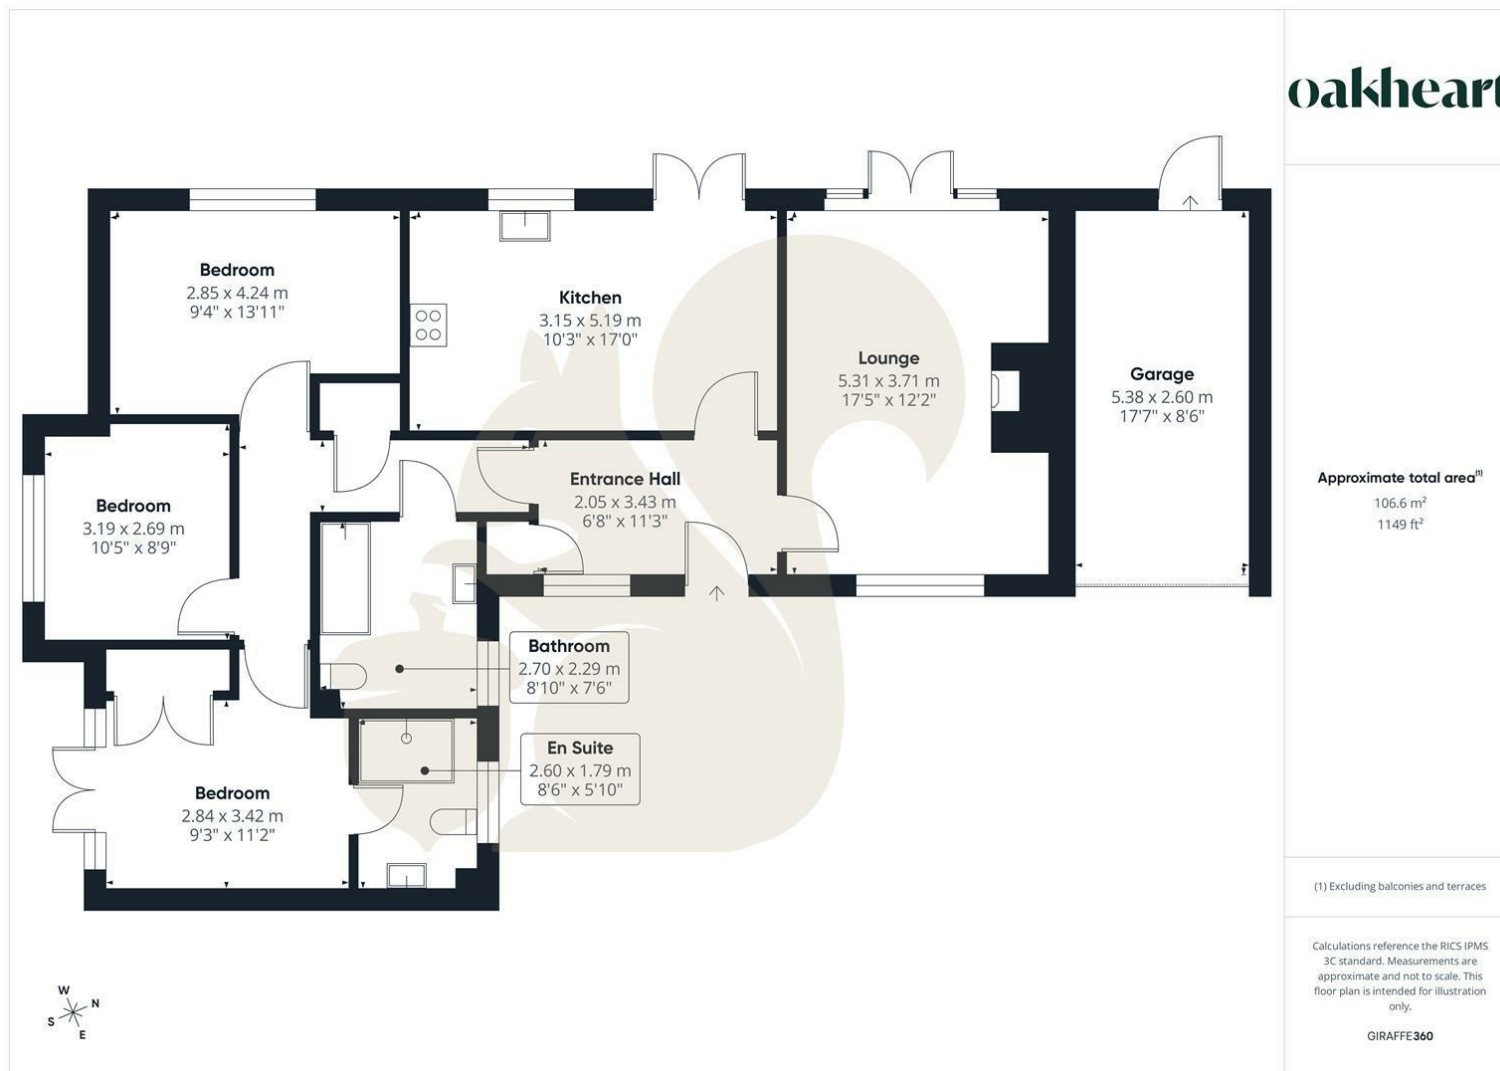 oakheart
Bedroom
2.85 x 4.24 m
9'4" x 13'11"
Kitchen
3.15 x 5.19 m
10'3" x 17'0"
Lounge
5.31 x 3.71 m
17'5" x 12'2"
Garage
5.38 x 2.60 m
17'7" x 8'6"
Entrance Hall
2.05 x 3.43 m
6'8" x 11'3"
Bedroom
3.19 x 2.69 m
10'5" x 8'9"
Bathroom
2.70 x 2.29 m
8'10" x 7'6"
En Suite
2.60 x 1.79 m
8'6" x 5'10"
Bedroom
2.84 x 3.42 m
9'3" x 11'2"
W
N
S
E
Approximate total area⁽¹⁾
106.6 m²
1149 ft²
(1) Excluding balconies and terraces
Calculations reference the RICS IPMS
3C standard. Measurements are
approximate and not to scale. This
floor plan is intended for illustration
only.
GIRAFFE360